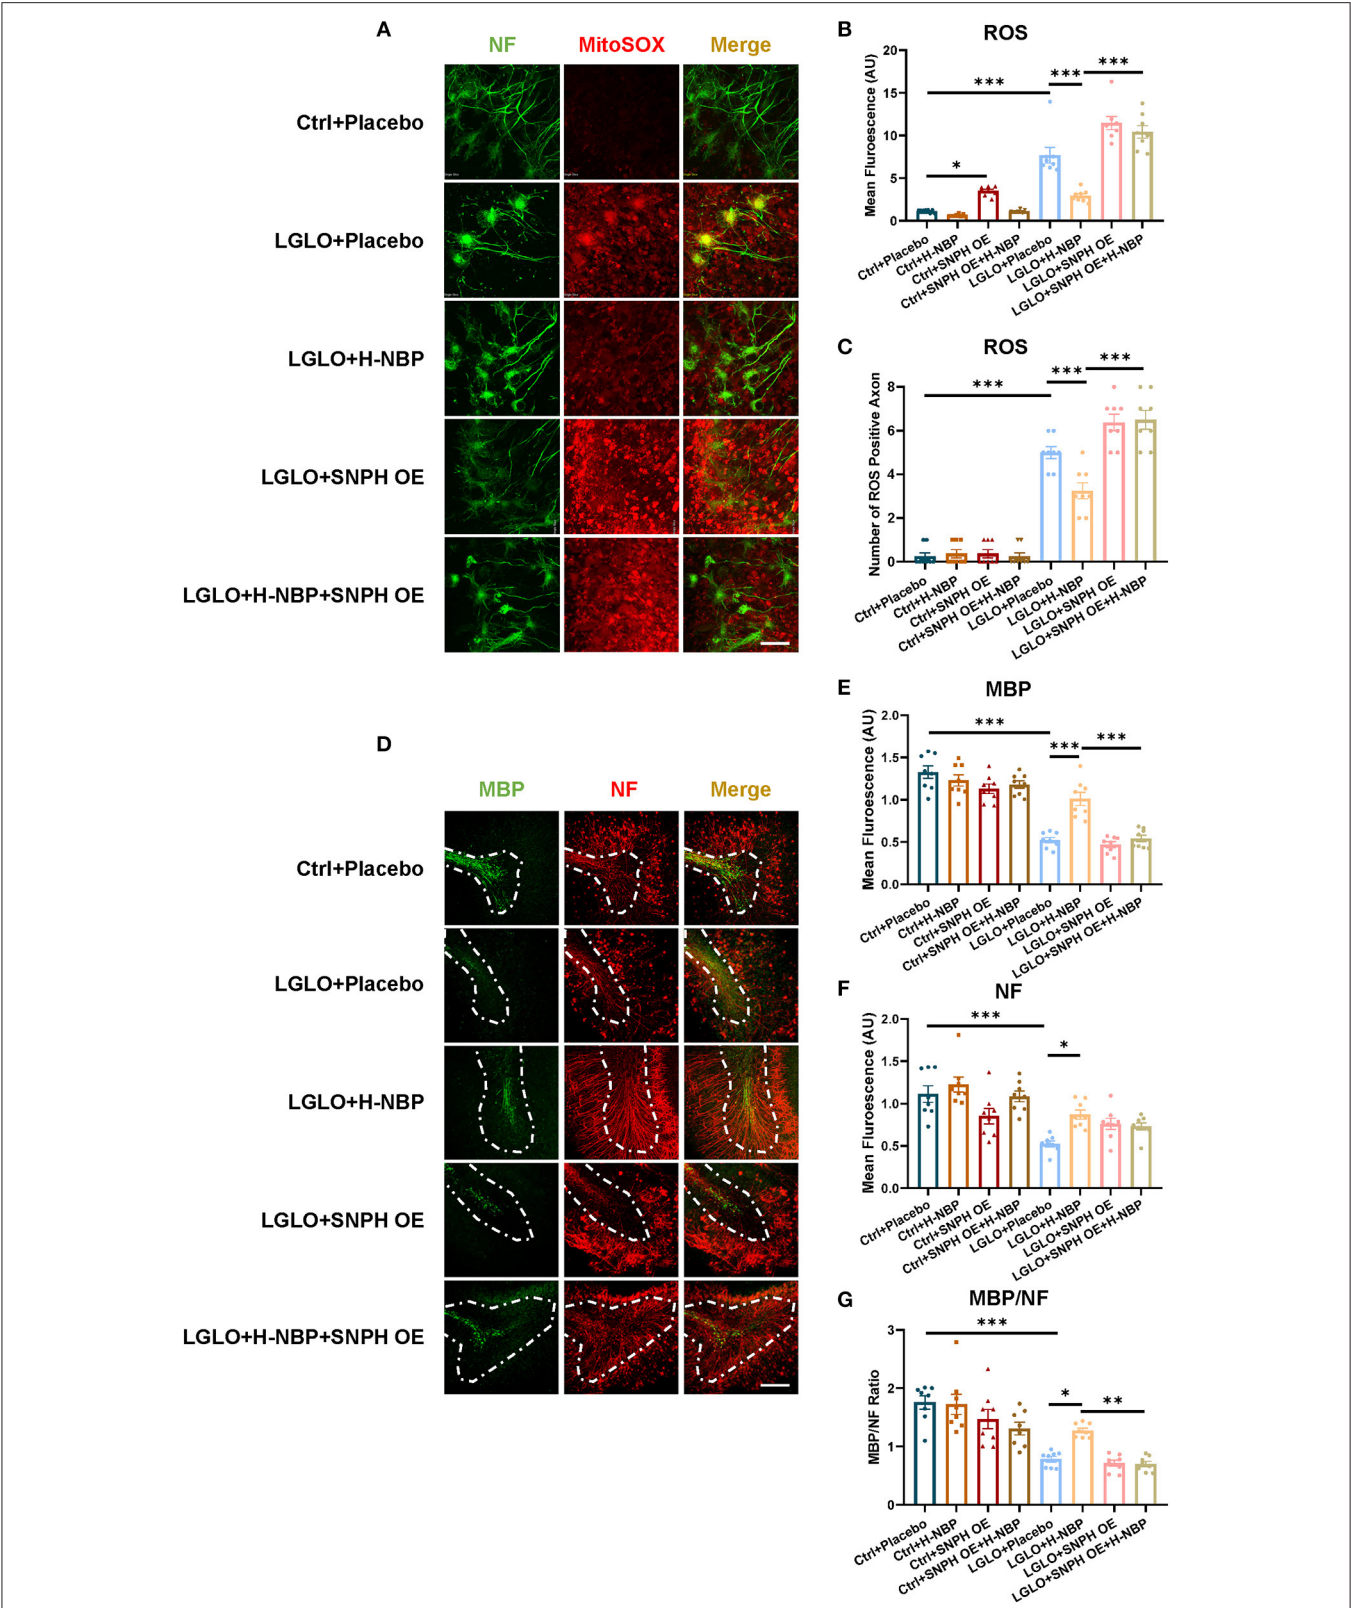 A
NF
MitoSOX
Merge
Ctrl+Placebo
LGLO+Placebo
LGLO+H-NBP
LGLO+SNPH OE
LGLO+H-NBP+SNPH OE
B
ROS
Mean Fluroescence (AU)
20
15
10
5
0
*
***
***
***
Ctrl+Placebo
Ctrl+H-NBP
Ctrl+SNPH OE
Ctrl+SNPH OE+H-NBP
LGLO+Placebo
LGLO+H-NBP
LGLO+SNPH OE
LGLO+SNPH OE+H-NBP
C
ROS
Number of ROS Positive Axon
8
6
4
2
0
***
***
***
Ctrl+Placebo
Ctrl+H-NBP
Ctrl+SNPH OE
Ctrl+SNPH OE+H-NBP
LGLO+Placebo
LGLO+H-NBP
LGLO+SNPH OE
LGLO+SNPH OE+H-NBP
D
MBP
NF
Merge
Ctrl+Placebo
LGLO+Placebo
LGLO+H-NBP
LGLO+SNPH OE
LGLO+H-NBP+SNPH OE
E
MBP
Mean Fluroescence (AU)
2.0
1.5
1.0
0.5
0.0
***
***
***
Ctrl+Placebo
Ctrl+H-NBP
Ctrl+SNPH OE
Ctrl+SNPH OE+H-NBP
LGLO+Placebo
LGLO+H-NBP
LGLO+SNPH OE
LGLO+SNPH OE+H-NBP
F
NF
Mean Fluroescence (AU)
2.0
1.5
1.0
0.5
0.0
***
*
Ctrl+Placebo
Ctrl+H-NBP
Ctrl+SNPH OE
Ctrl+SNPH OE+H-NBP
LGLO+Placebo
LGLO+H-NBP
LGLO+SNPH OE
LGLO+SNPH OE+H-NBP
G
MBP/NF
MBP/NF Ratio
3
2
1
0
***
*
**
Ctrl+Placebo
Ctrl+H-NBP
Ctrl+SNPH OE
Ctrl+SNPH OE+H-NBP
LGLO+Placebo
LGLO+H-NBP
LGLO+SNPH OE
LGLO+SNPH OE+H-NBP